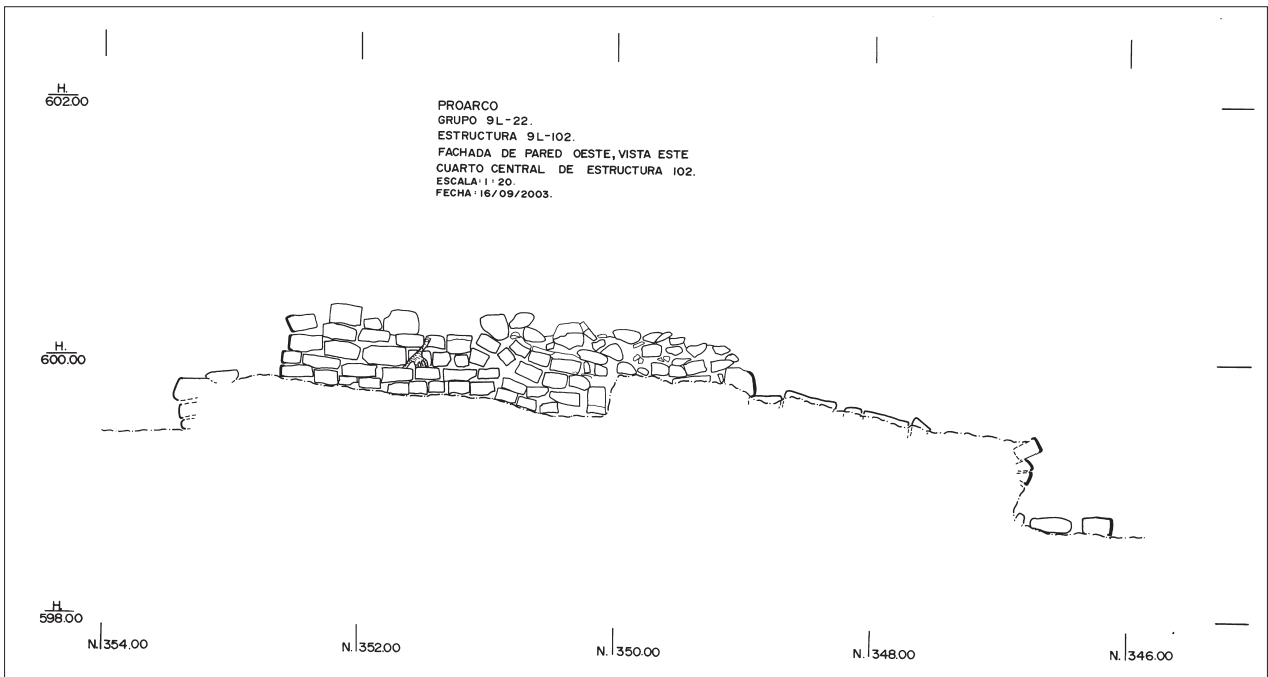 H.
602.00
PROARCO
GRUPO 9L-22.
ESTRUCTURA 9L-102.
FACHADA DE PARED OESTE, VISTA ESTE
CUARTO CENTRAL DE ESTRUCTURA 102.
ESCALA: 1:20.
FECHA: 16/09/2003.
H.
600.00
H.
598.00
N. 354.00
N. 352.00
N. 350.00
N. 348.00
N. 346.00